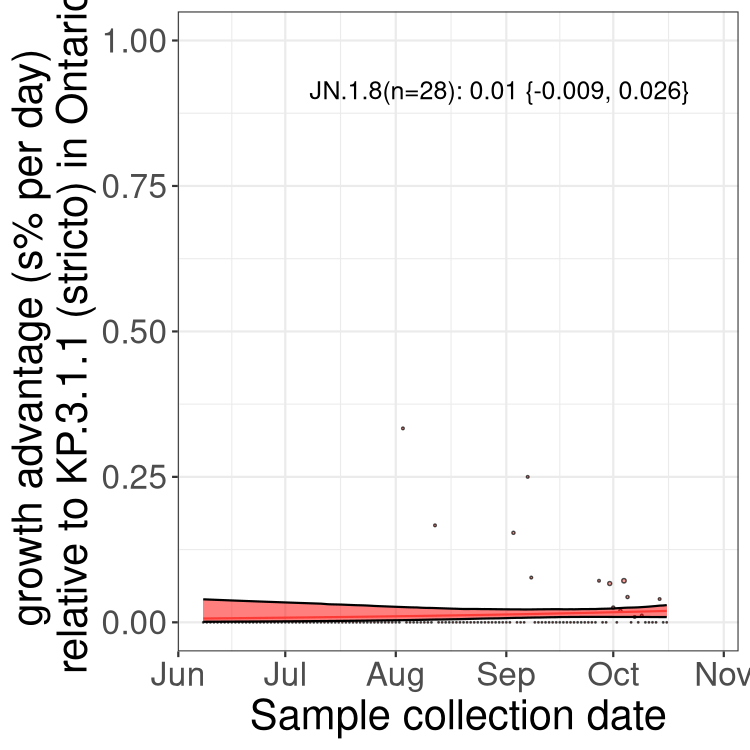 growth advantage (s% per day)
relative to KP.3.1.1 (stricto) in Ontario
1.00
0.75
0.50
0.25
0.00
JN.1.8(n=28): 0.01 {-0.009, 0.026}
Jun Jul Aug Sep Oct Nov
Sample collection date